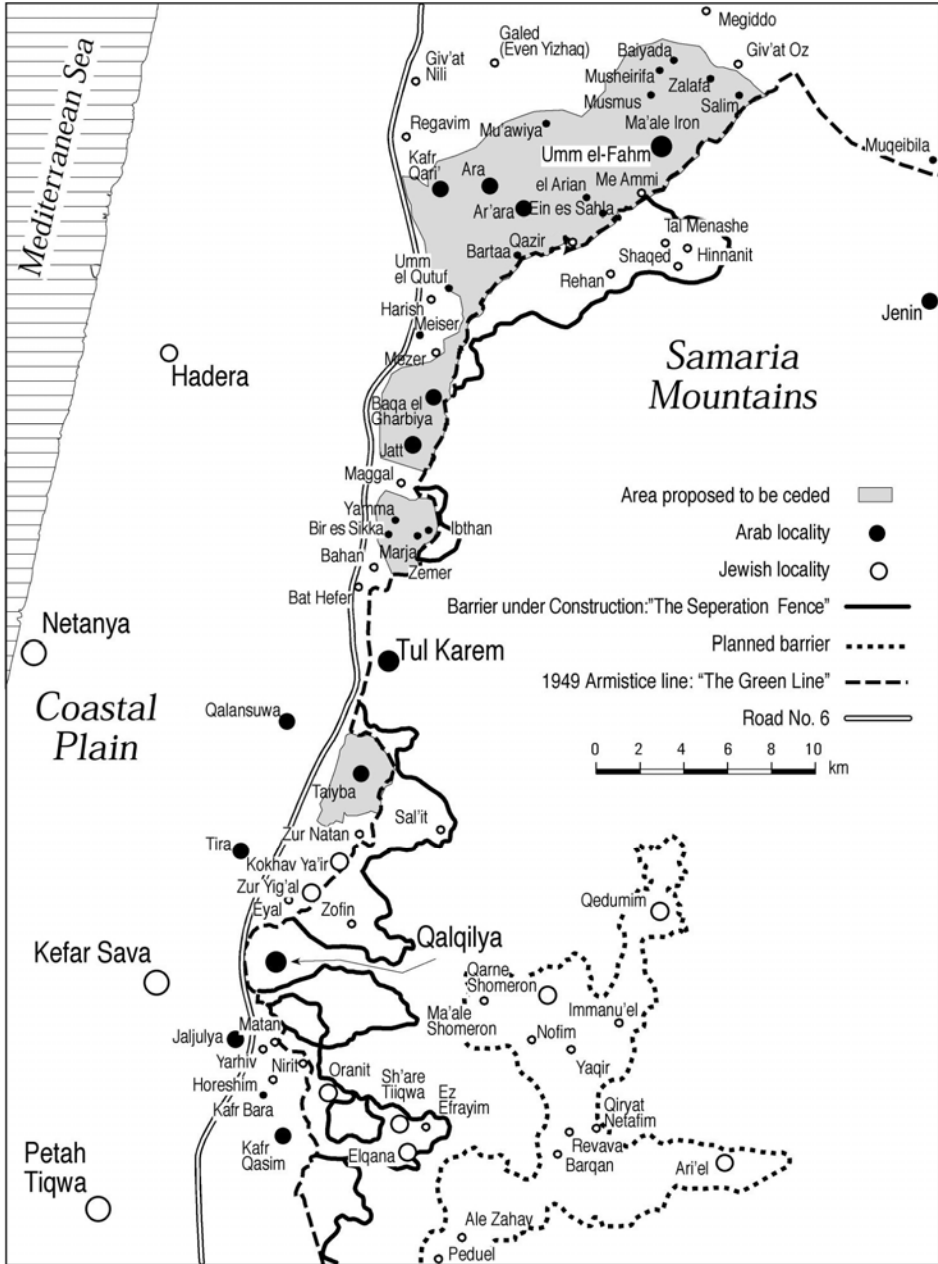 Megiddo
Galed
(Even Yizhaq)
Baiyada
Giv'at Oz
Giv'at
Nili
Musheirifa
Zalafa
Musmus
Salim
Regavim
Mu'awiya
Ma'ale Iron
Umm el-Fahm
Muqeibila
Kafr
Qari'
Ara
el Arian
Me Ammi
Ar'ara
Ein es Sahla
Tal Menashe
Qazir
Bartaa
Shaqed
Hinnanit
Rehan
Umm
el Qutuf
Harish
Meiser
Jenin
Mezer
Mediterranean Sea
Hadera
Samaria
Mountains
Baqa el
Gharbiya
Jatt
Maggal
Yamma
Bir es Sikka
Ibthan
Marja
Bahan
Zemer
Bat Hefer
Area proposed to be ceded
Arab locality
Jewish locality
Barrier under Construction:"The Seperation Fence"
Planned barrier
1949 Armistice line: “The Green Line”
Road No. 6
0 2 4 6 8 10
km
Netanya
Tul Karem
Coastal
Plain
Qalansuwa
Taiyba
Sal'it
Zur Natan
Tira
Kokhav Ya'ir
Zur Yig'al
Eyal
Zofin
Qedumim
Qalqilya
Kefar Sava
Qarne
Shomeron
Ma'ale
Shomeron
Immanu'el
Nofim
Yaqir
Matan
Jaljulya
Yarhiv
Nirit
Oranit
Horeshim
Sh'are
Tiiqwa
Ez
Efrayim
Kafr Bara
Qiryat
Netafim
Kafr
Qasim
Elqana
Revava
Barqan
Ari'el
Petah
Tiqwa
Ale Zahav
Peduel